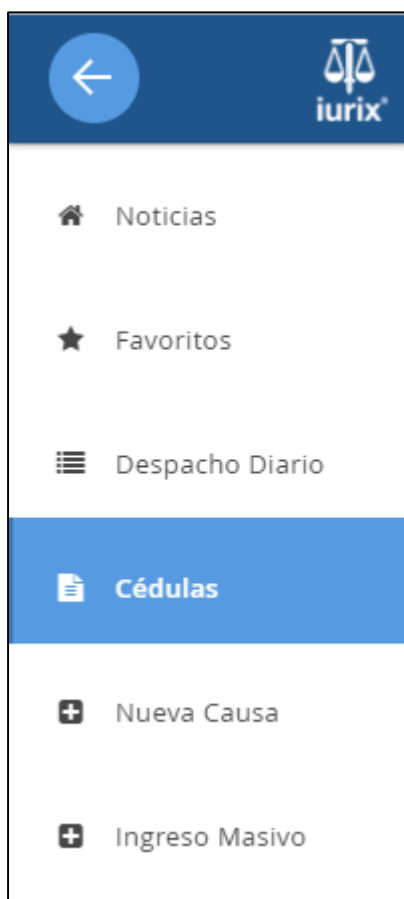 iurix®
Noticias
Favoritos
Despacho Diario
Cédulas
Nueva Causa
Ingreso Masivo